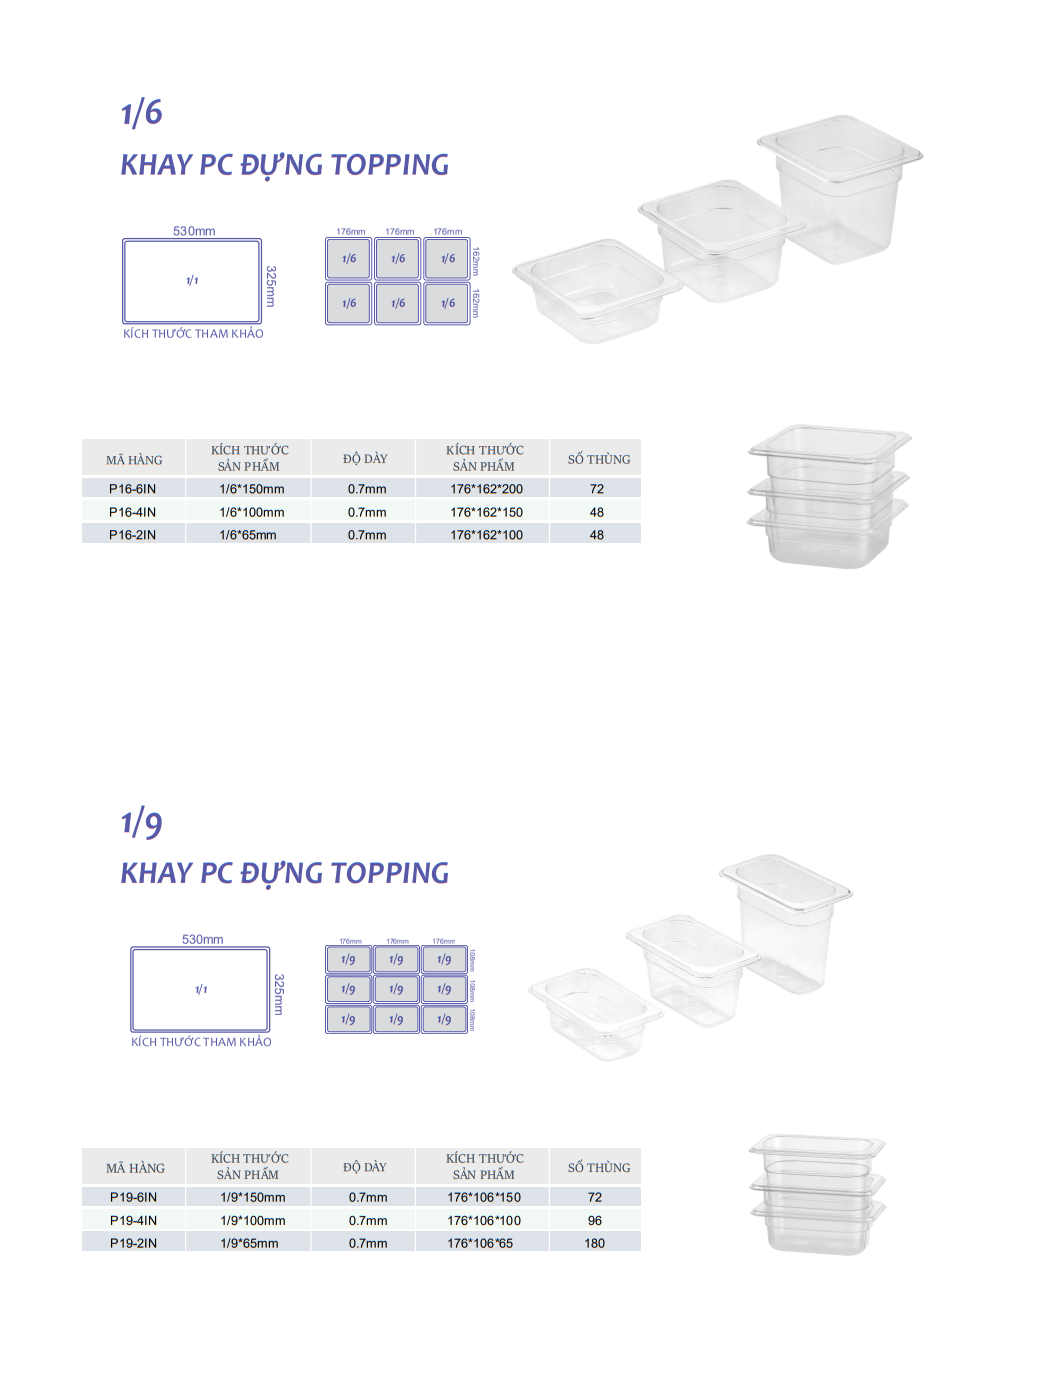 1/6
KHAY PC ĐỰNG TOPPING
530mm
1/1
325mm
KÍCH THƯỚC THAM KHẢO
176mm 176mm 176mm
1/6 1/6 1/6
162mm
1/6 1/6 1/6
162mm
MÃ HÀNG KÍCH THƯỚC SẢN PHẨM ĐỘ DÀY KÍCH THƯỚC SẢN PHẨM SỐ THÙNG
P16-6IN 1/6*150mm 0.7mm 176*162*200 72
P16-4IN 1/6*100mm 0.7mm 176*162*150 48
P16-2IN 1/6*65mm 0.7mm 176*162*100 48
1/9
KHAY PC ĐỰNG TOPPING
530mm
1/1
325mm
KÍCH THƯỚC THAM KHẢO
176mm 176mm 176mm
1/9 1/9 1/9
108mm
1/9 1/9 1/9
108mm
1/9 1/9 1/9
108mm
MÃ HÀNG KÍCH THƯỚC SẢN PHẨM ĐỘ DÀY KÍCH THƯỚC SẢN PHẨM SỐ THÙNG
P19-6IN 1/9*150mm 0.7mm 176*106*150 72
P19-4IN 1/9*100mm 0.7mm 176*106*100 96
P19-2IN 1/9*65mm 0.7mm 176*106*65 180